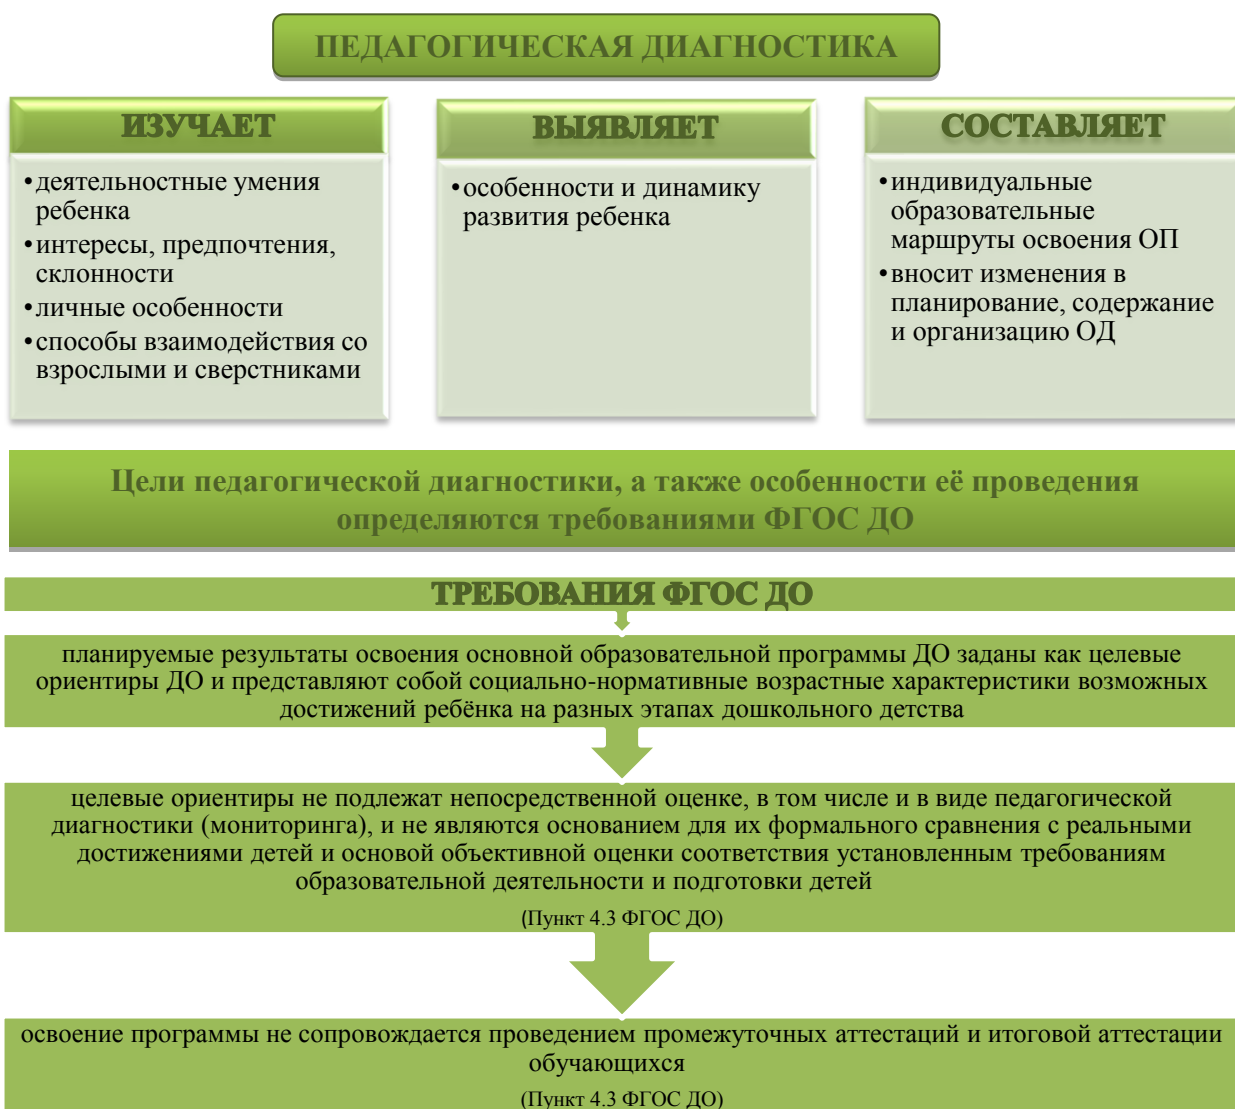 ПЕДАГОГИЧЕСКАЯ ДИАГНОСТИКА
ИЗУЧАЕТ
•деятельностные умения
ребенка
•интересы, предпочтения,
склонности
•личные особенности
•способы взаимодействия со
взрослыми и сверстниками
ВЫЯВЛЯЕТ
•особенности и динамику
развития ребенка
СОСТАВЛЯЕТ
•индивидуальные
образовательные
маршруты освоения ОП
•вносит изменения в
планирование, содержание
и организацию ОД
Цели педагогической диагностики, а также особенности её проведения
определяются требованиями ФГОС ДО
ТРЕБОВАНИЯ ФГОС ДО
планируемые результаты освоения основной образовательной программы ДО заданы как целевые
ориентиры ДО и представляют собой социально-нормативные возрастные характеристики возможных
достижений ребёнка на разных этапах дошкольного детства
целевые ориентиры не подлежат непосредственной оценке, в том числе и в виде педагогической
диагностики (мониторинга), и не являются основанием для их формального сравнения с реальными
достижениями детей и основой объективной оценки соответствия установленным требованиям
образовательной деятельности и подготовки детей
(Пункт 4.3 ФГОС ДО)
освоение программы не сопровождается проведением промежуточных аттестаций и итоговой аттестации
обучающихся
(Пункт 4.3 ФГОС ДО)